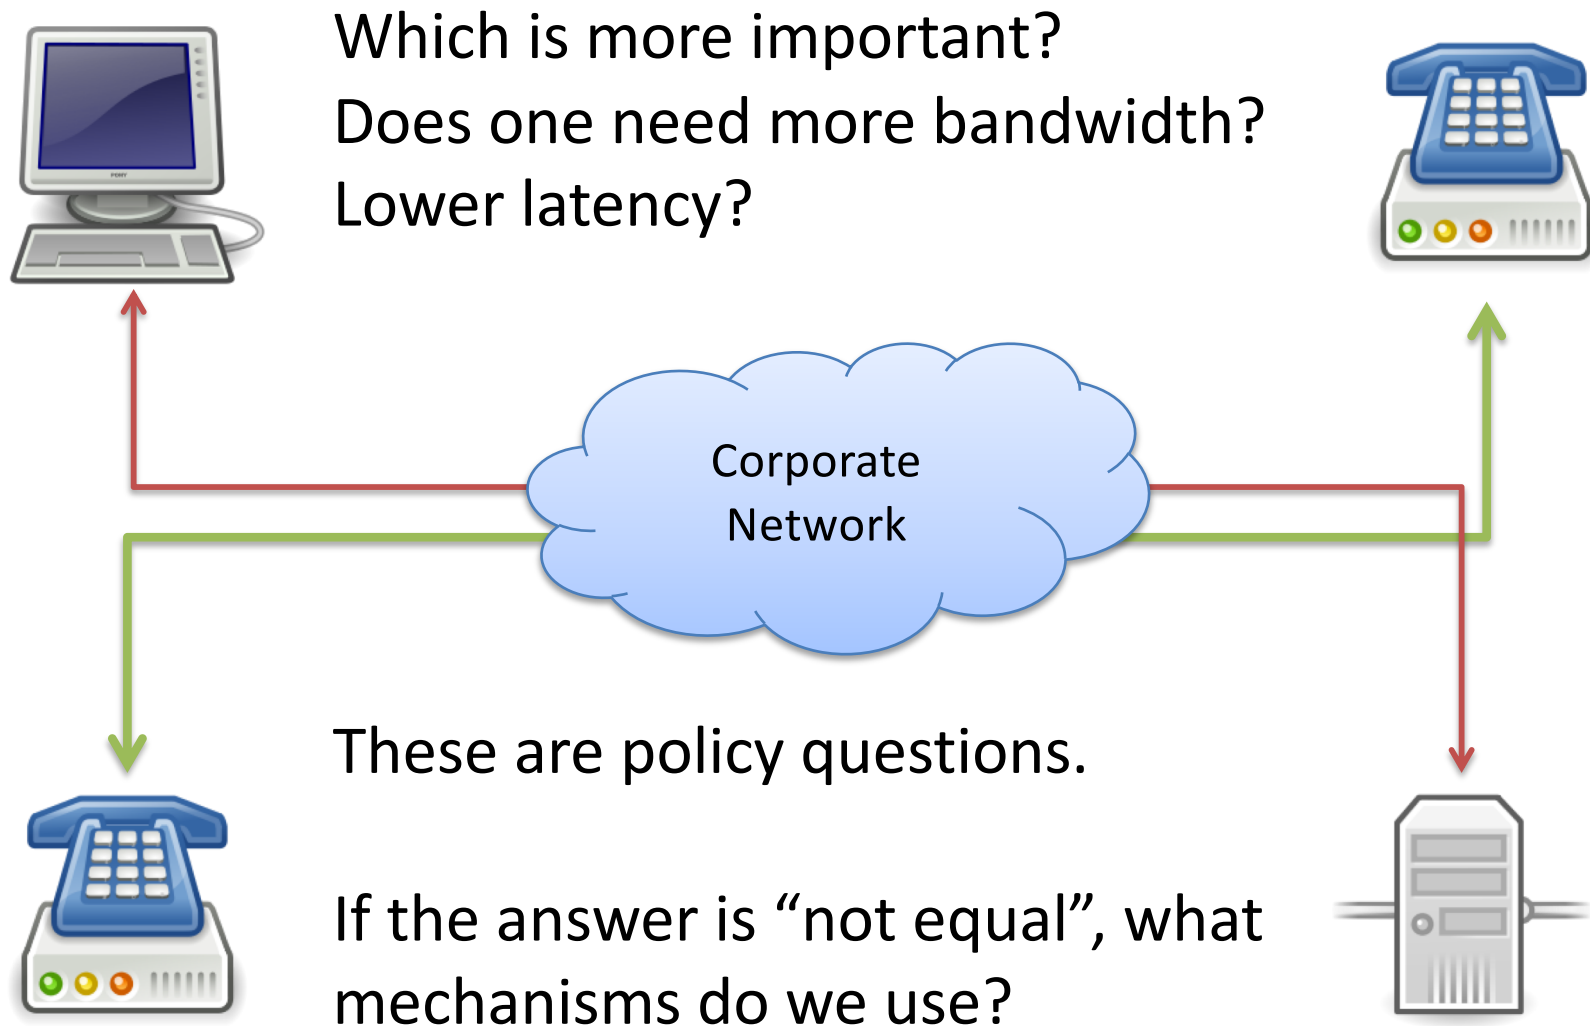 Which is more important?
Does one need more bandwidth?
Lower latency?
Corporate
Network
These are policy questions.
If the answer is “not equal”, what
mechanisms do we use?